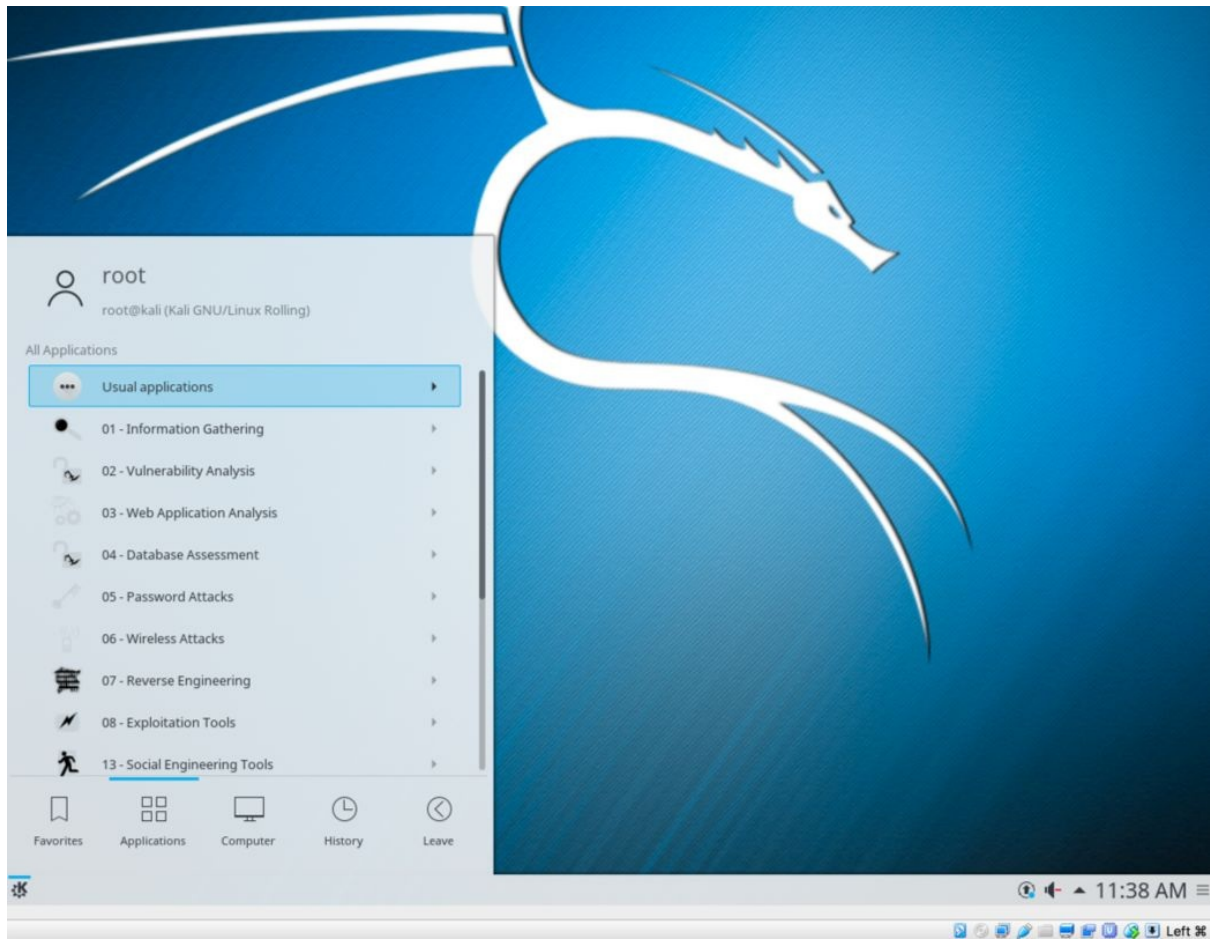 root
root@kali (Kali GNU/Linux Rolling)
All Applications
Usual applications
01 - Information Gathering
02 - Vulnerability Analysis
03 - Web Application Analysis
04 - Database Assessment
05 - Password Attacks
06 - Wireless Attacks
07 - Reverse Engineering
08 - Exploitation Tools
13 - Social Engineering Tools
Favorites Applications Computer History Leave
11:38 AM
Left ⌘